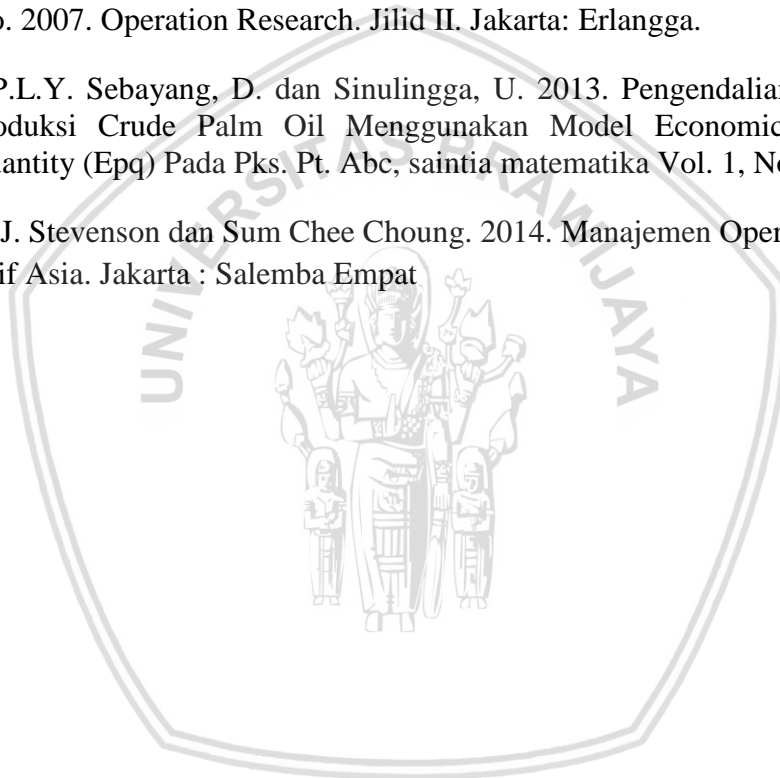 o. 2007. Operation Research. Jilid II. Jakarta: Erlangga.
P.L.Y. Sebayang, D. dan Sinulingga, U. 2013. Pengendalian
oduksi Crude Palm Oil Menggunakan Model Economic
uantity (Epq) Pada Pks. Pt. Abc, saintia matematika Vol. 1, No
J. Stevenson dan Sum Chee Choung. 2014. Manajemen Oper
if Asia. Jakarta : Salemba Empat
UNIVERSITAS BRAWIJAYA